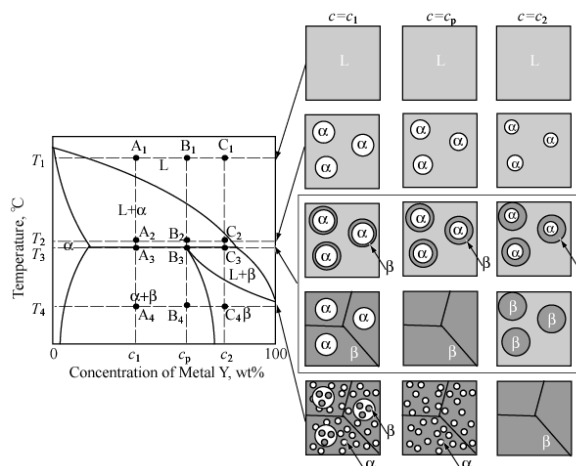 c=c₁ c=cₚ c=c₂
L L L
α α α α α α α α α
A₁ B₁ C₁
T₁ L
L+α
T₂ A₂ B₂ C₂
α
T₃ A₃ B₃ C₃
L+β
α+β
T₄ A₄ B₄ C₄ β
0 c₁ cₚ c₂ 100
Temperature, ℃
Concentration of Metal Y, wt%
α α α α α α α α α
β β β
α α α β β β β β
β
α α
β β